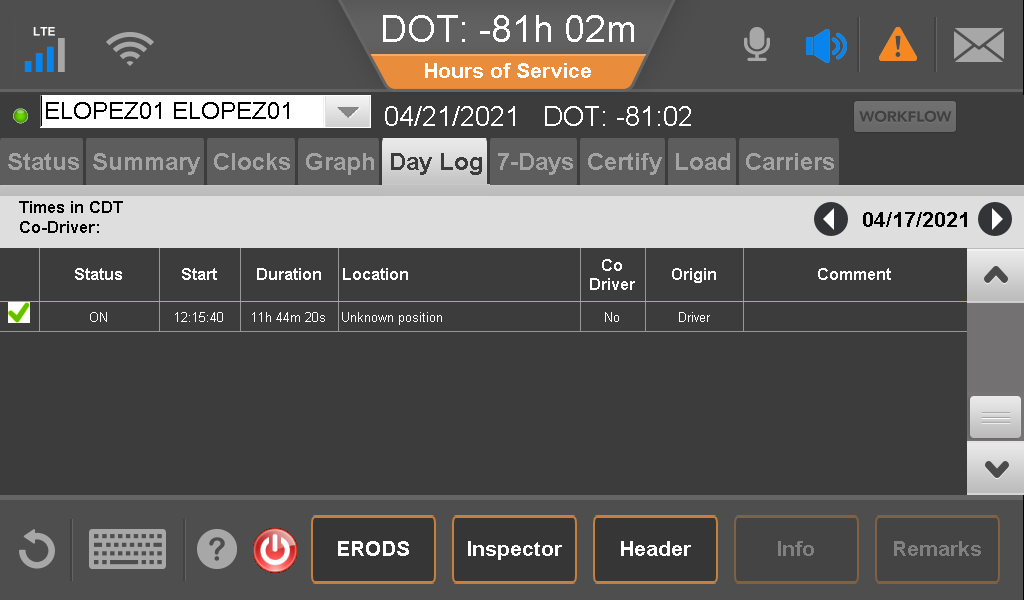 LTE
DOT: -81h 02m
Hours of Service
ELOPEZ01 ELOPEZ01
04/21/2021 DOT: -81:02
WORKFLOW
Status Summary Clocks Graph Day Log 7-Days Certify Load Carriers
Times in CDT
Co-Driver:
04/17/2021
Status Start Duration Location Co Driver Origin Comment
ON 12:15:40 11h 44m 20s Unknown position No Driver
? ERODS Inspector Header Info Remarks